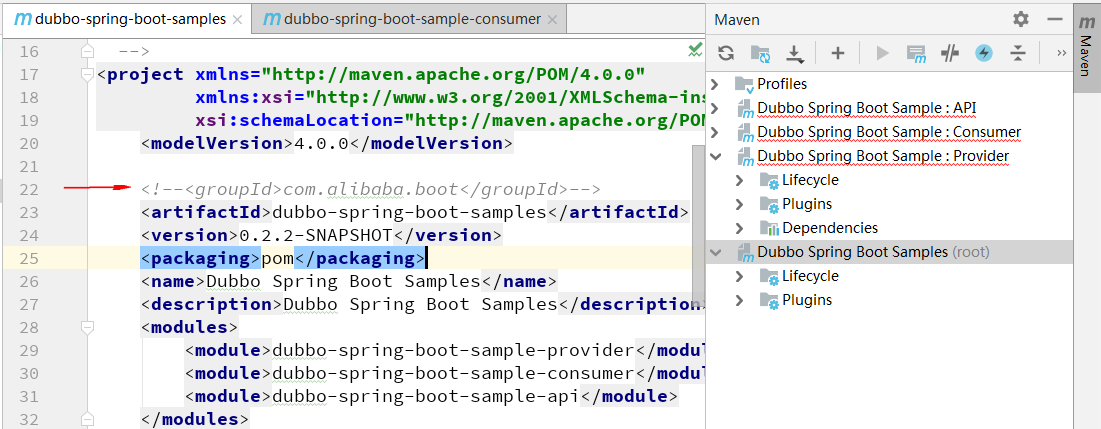 dubbo-spring-boot-samples
dubbo-spring-boot-sample-consumer
16 -->
17 <project xmlns="http://maven.apache.org/POM/4.0.0"
18 xmlns:xsi="http://www.w3.org/2001/XMLSchema-ins
19 xsi:schemaLocation="http://maven.apache.org/POM
20 <modelVersion>4.0.0</modelVersion>
21
22 <!--<groupId>com.alibaba.boot</groupId>-->
23 <artifactId>dubbo-spring-boot-samples</artifactId>
24 <version>0.2.2-SNAPSHOT</version>
25 <packaging>pom</packaging>
26 <name>Dubbo Spring Boot Samples</name>
27 <description>Dubbo Spring Boot Samples</description>
28 <modules>
29 <module>dubbo-spring-boot-sample-provider</modul
30 <module>dubbo-spring-boot-sample-consumer</modul
31 <module>dubbo-spring-boot-sample-api</module>
32 </modules>
Maven
Profiles
Dubbo Spring Boot Sample : API
Dubbo Spring Boot Sample : Consumer
Dubbo Spring Boot Sample : Provider
Lifecycle
Plugins
Dependencies
Dubbo Spring Boot Samples (root)
Lifecycle
Plugins
Maven